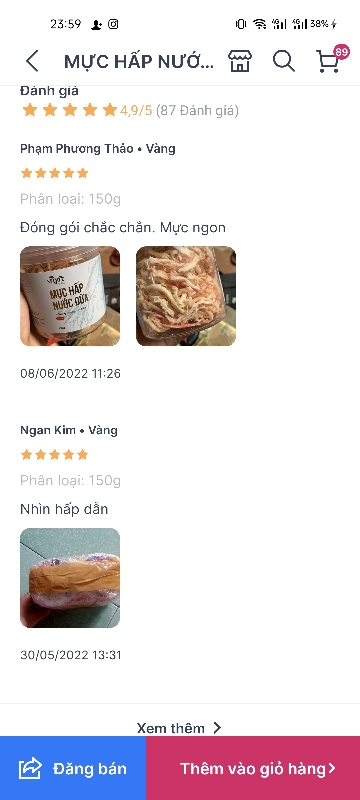 23:59
38%
MỰC HẤP NƯỚ...
89
Đánh giá
4,9/5 (87 Đánh giá)
Phạm Phương Thảo • Vàng
Phân loại: 150g
Đóng gói chắc chắn. Mực ngon
MỰC HẤP
NƯỚC DỪA
08/06/2022 11:26
Ngan Kim • Vàng
Phân loại: 150g
Nhìn hấp dẫn
30/05/2022 13:31
Xem thêm
Đăng bán
Thêm vào giỏ hàng